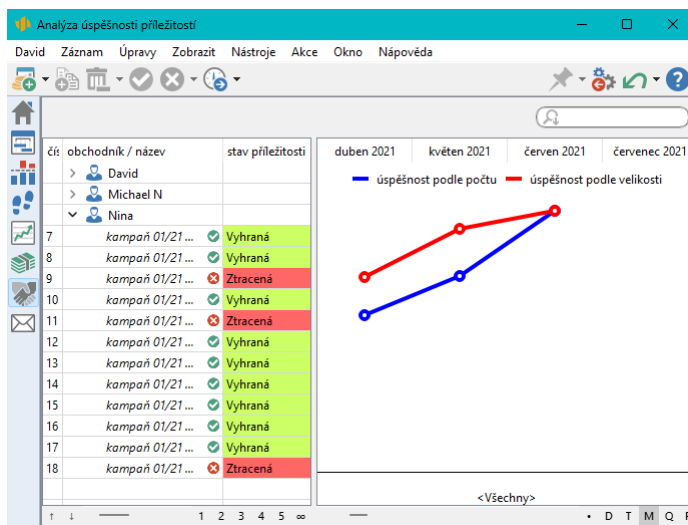 Analýza úspěšnosti příležitostí
David Záznam Úpravy Zobrazit Nástroje Akce Okno Nápověda
obchodník / název stav příležitosti duben 2021 květen 2021 červen 2021 červenec 2021
úspěšnost podle počtu úspěšnost podle velikosti
David
Michael N
Nina
7 kampaň 01/21 ... Vyhraná
8 kampaň 01/21 ... Vyhraná
9 kampaň 01/21 ... Ztracená
10 kampaň 01/21 ... Vyhraná
11 kampaň 01/21 ... Ztracená
12 kampaň 01/21 ... Vyhraná
13 kampaň 01/21 ... Vyhraná
14 kampaň 01/21 ... Vyhraná
15 kampaň 01/21 ... Vyhraná
16 kampaň 01/21 ... Vyhraná
17 kampaň 01/21 ... Vyhraná
18 kampaň 01/21 ... Ztracená
<Všechny>
↑ ↓ 1 2 3 4 5 ∞ • D T M Q